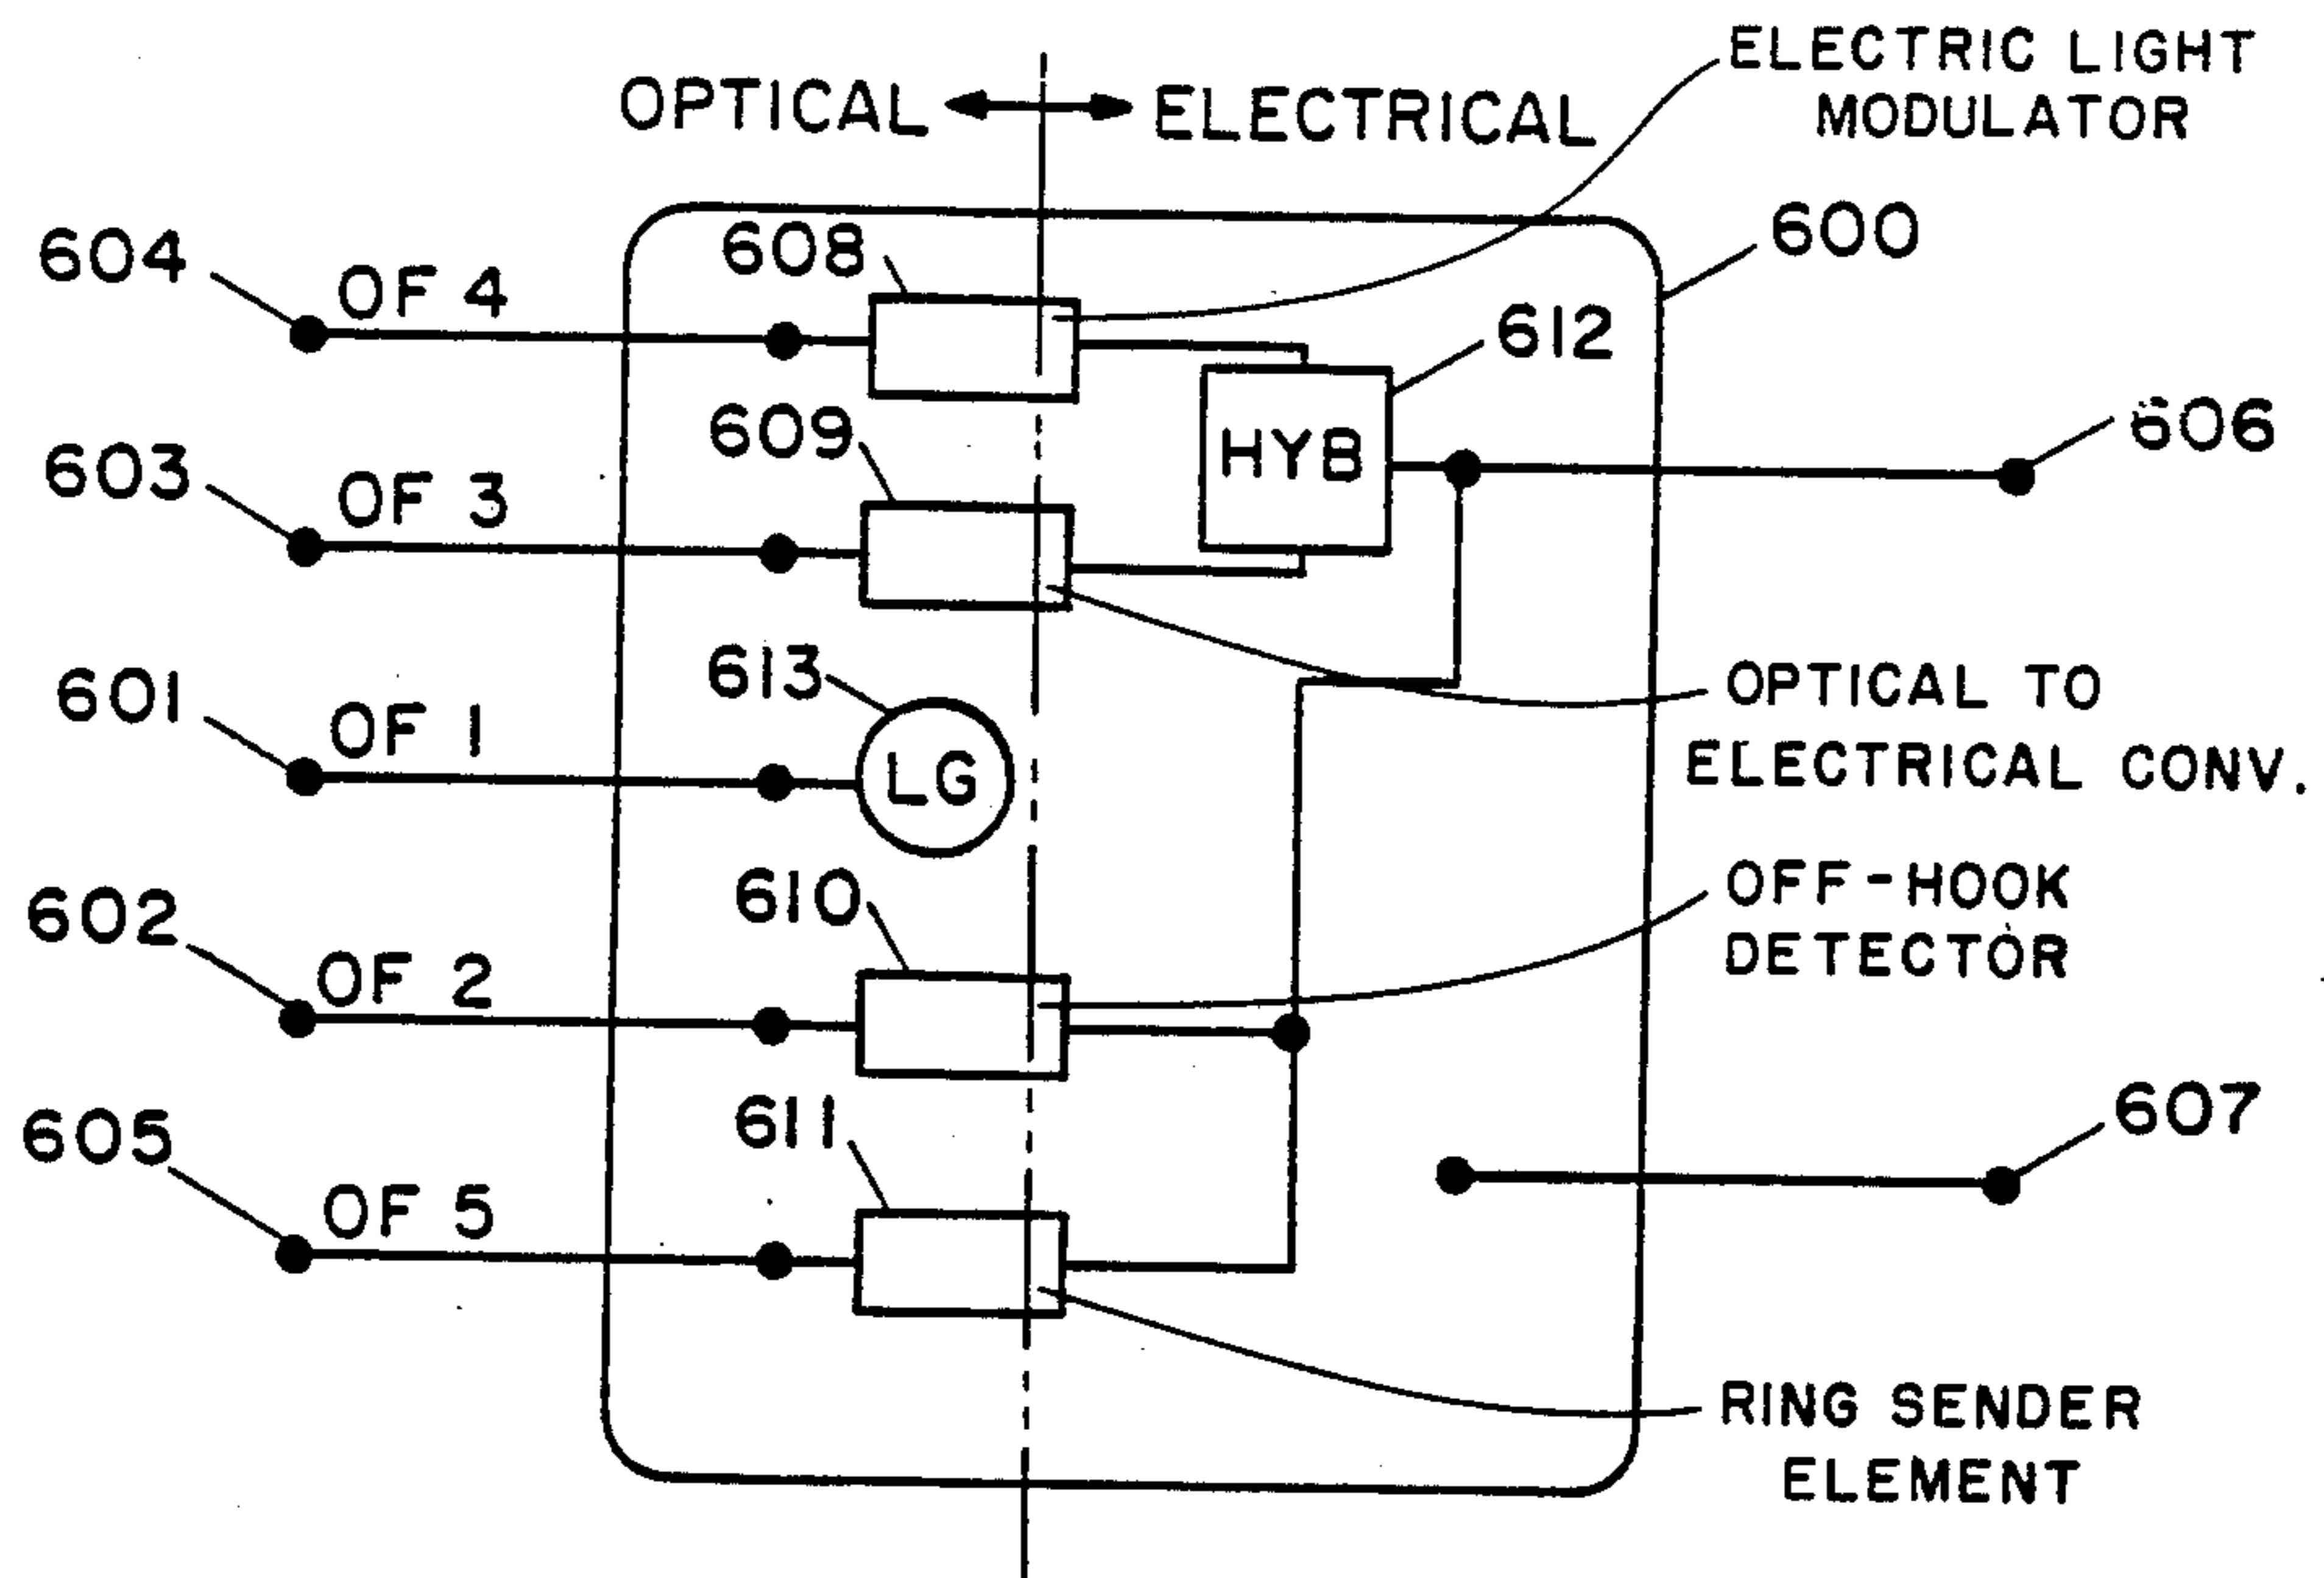 ELECTRIC LIGHT
MODULATOR
OPTICAL
ELECTRICAL
600
604
OF 4
608
612
606
603
OF 3
609
HYB
601
OF 1
613
LG
OPTICAL TO
ELECTRICAL CONV.
602
OF 2
610
OFF-HOOK
DETECTOR
605
OF 5
611
607
RING SENDER
ELEMENT